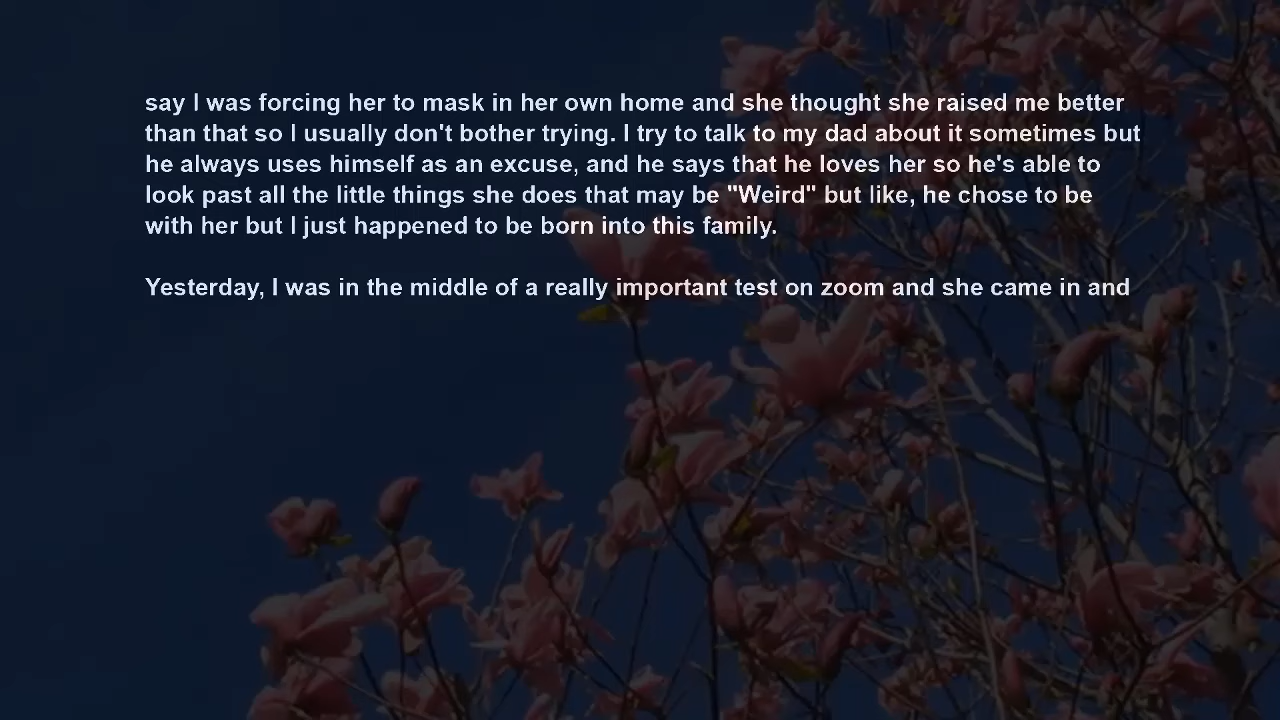 say I was forcing her to mask in her own home and she thought she raised me better
than that so I usually don't bother trying. I try to talk to my dad about it sometimes but
he always uses himself as an excuse, and he says that he loves her so he's able to
look past all the little things she does that may be "Weird" but like, he chose to be
with her but I just happened to be born into this family.
Yesterday, I was in the middle of a really important test on zoom and she came in and